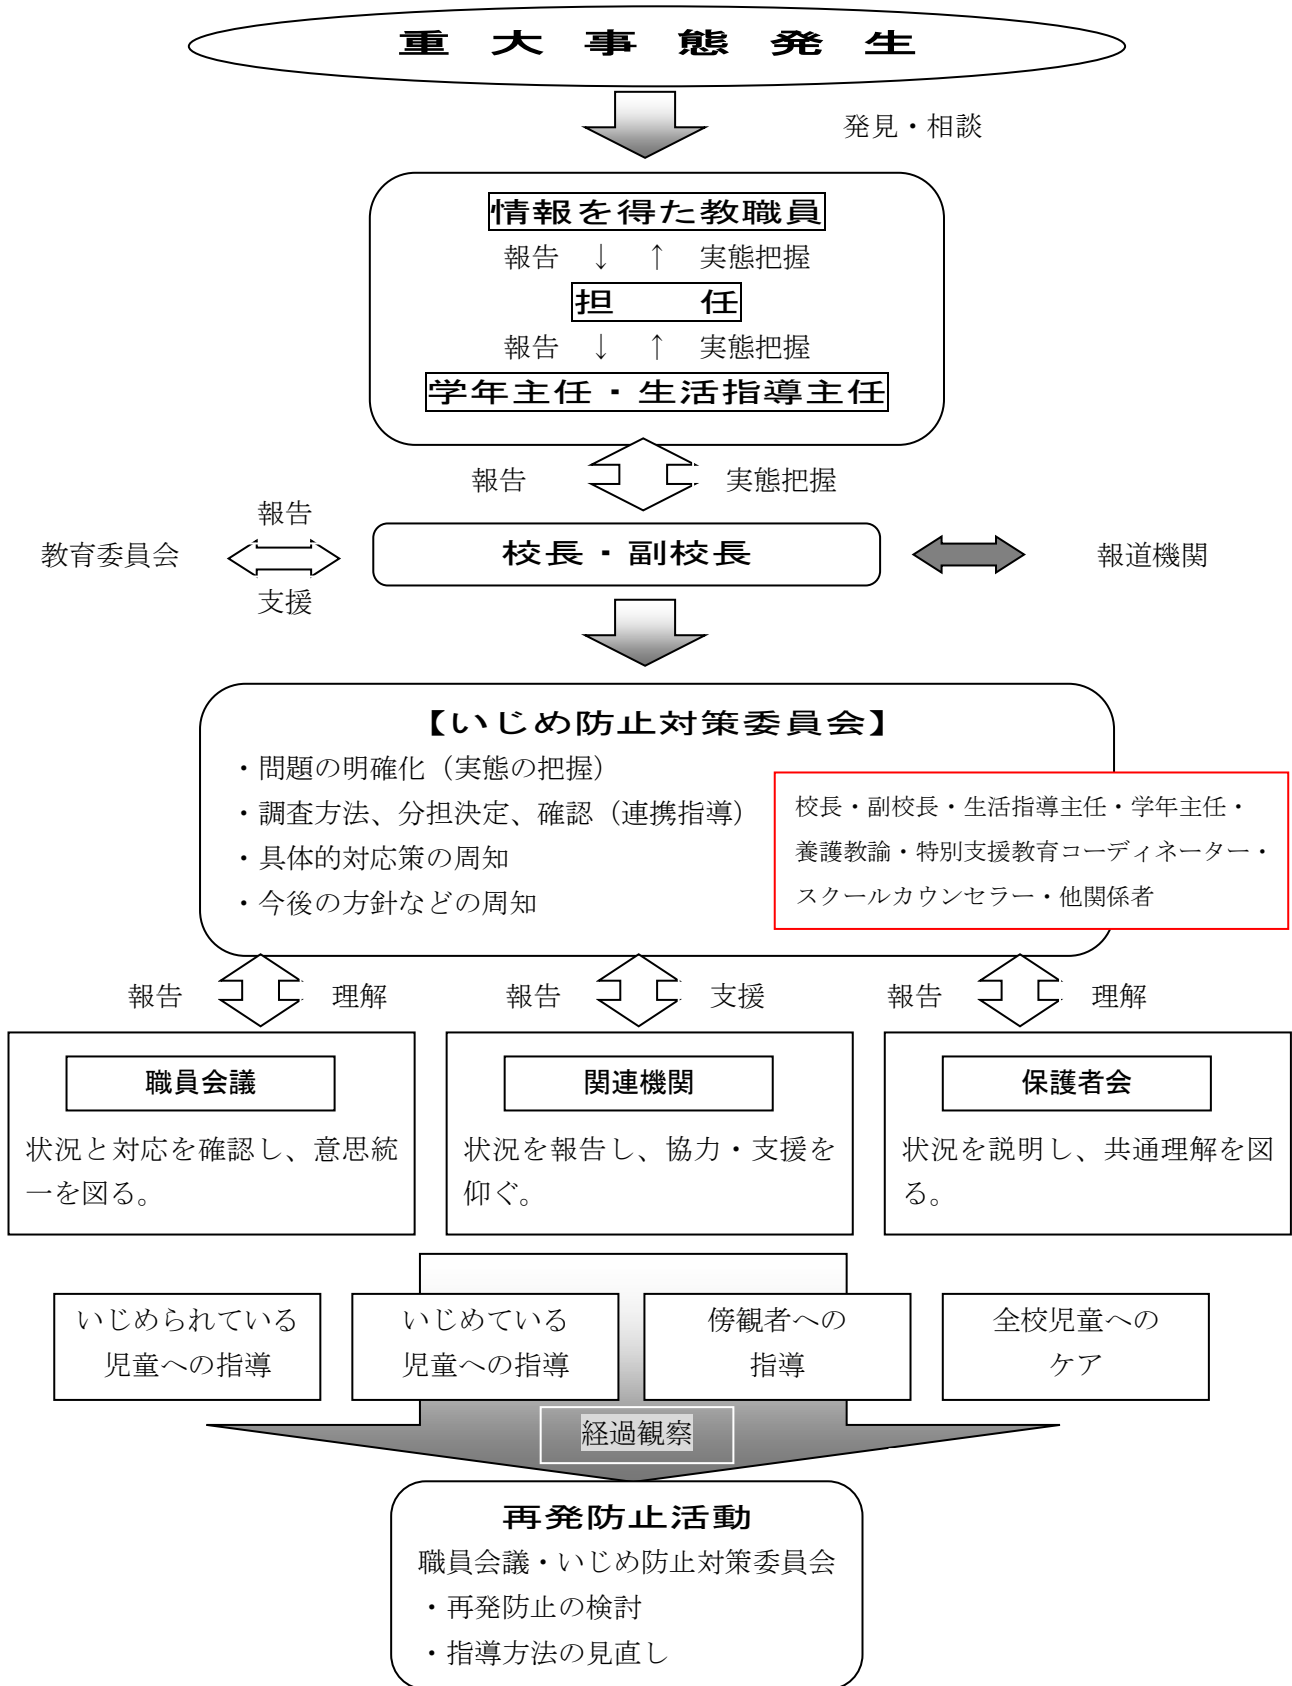 重大事態発生
発見・相談
情報を得た教職員
報告 ↓ ↑ 実態把握
担 任
報告 ↓ ↑ 実態把握
学年主任・生活指導主任
報告 実態把握
報告
教育委員会 校長・副校長 報道機関
支援
【いじめ防止対策委員会】
・問題の明確化（実態の把握）
・調査方法、分担決定、確認（連携指導）
・具体的対応策の周知
・今後の方針などの周知
校長・副校長・生活指導主任・学年主任・
養護教諭・特別支援教育コーディネーター・
スクールカウンセラー・他関係者
報告 理解 報告 支援 報告 理解
職員会議
状況と対応を確認し、意思統
一を図る。
関連機関
状況を報告し、協力・支援を
仰ぐ。
保護者会
状況を説明し、共通理解を図
る。
いじめられている
児童への指導
いじめている
児童への指導
傍観者への
指導
全校児童への
ケア
経過観察
再発防止活動
職員会議・いじめ防止対策委員会
・再発防止の検討
・指導方法の見直し